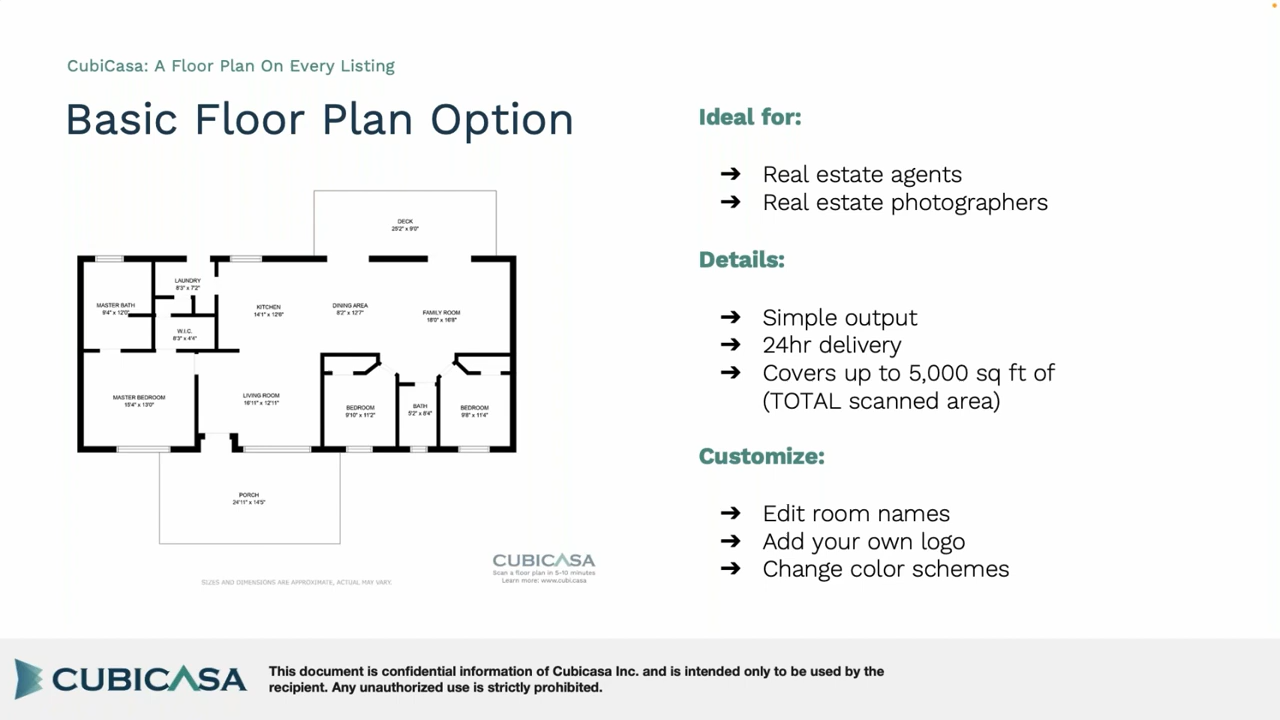 CubiCasa: A Floor Plan On Every Listing
Basic Floor Plan Option
DECK
25'2" x 9'0"
LAUNDRY
8'3" x 7'2"
MASTER BATH
9'4" x 12'0"
KITCHEN
14'1" x 12'8"
DINING AREA
8'2" x 12'7"
FAMILY ROOM
18'0" x 16'8"
W.I.C.
6'3" x 4'4"
MASTER BEDROOM
15'4" x 13'0"
LIVING ROOM
16'11" x 12'11"
BEDROOM
9'10" x 11'2"
BATH
5'2" x 8'4"
BEDROOM
9'8" x 11'4"
PORCH
24'11" x 14'5"
SIZES AND DIMENSIONS ARE APPROXIMATE, ACTUAL MAY VARY.
CUBICASA
Scan a floor plan in 5-10 minutes
Learn more: www.cubi.casa
Ideal for:
➔ Real estate agents
➔ Real estate photographers
Details:
➔ Simple output
➔ 24hr delivery
➔ Covers up to 5,000 sq ft of
(TOTAL scanned area)
Customize:
➔ Edit room names
➔ Add your own logo
➔ Change color schemes
CUBICASA
This document is confidential information of Cubicasa Inc. and is intended only to be used by the
recipient. Any unauthorized use is strictly prohibited.